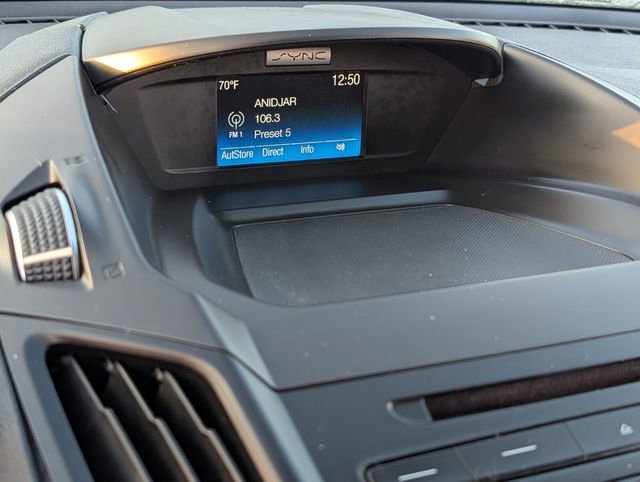 SYNC
70°F 12:50
ANIDJAR
106.3
FM 1 Preset 5
AutoStore Direct Info